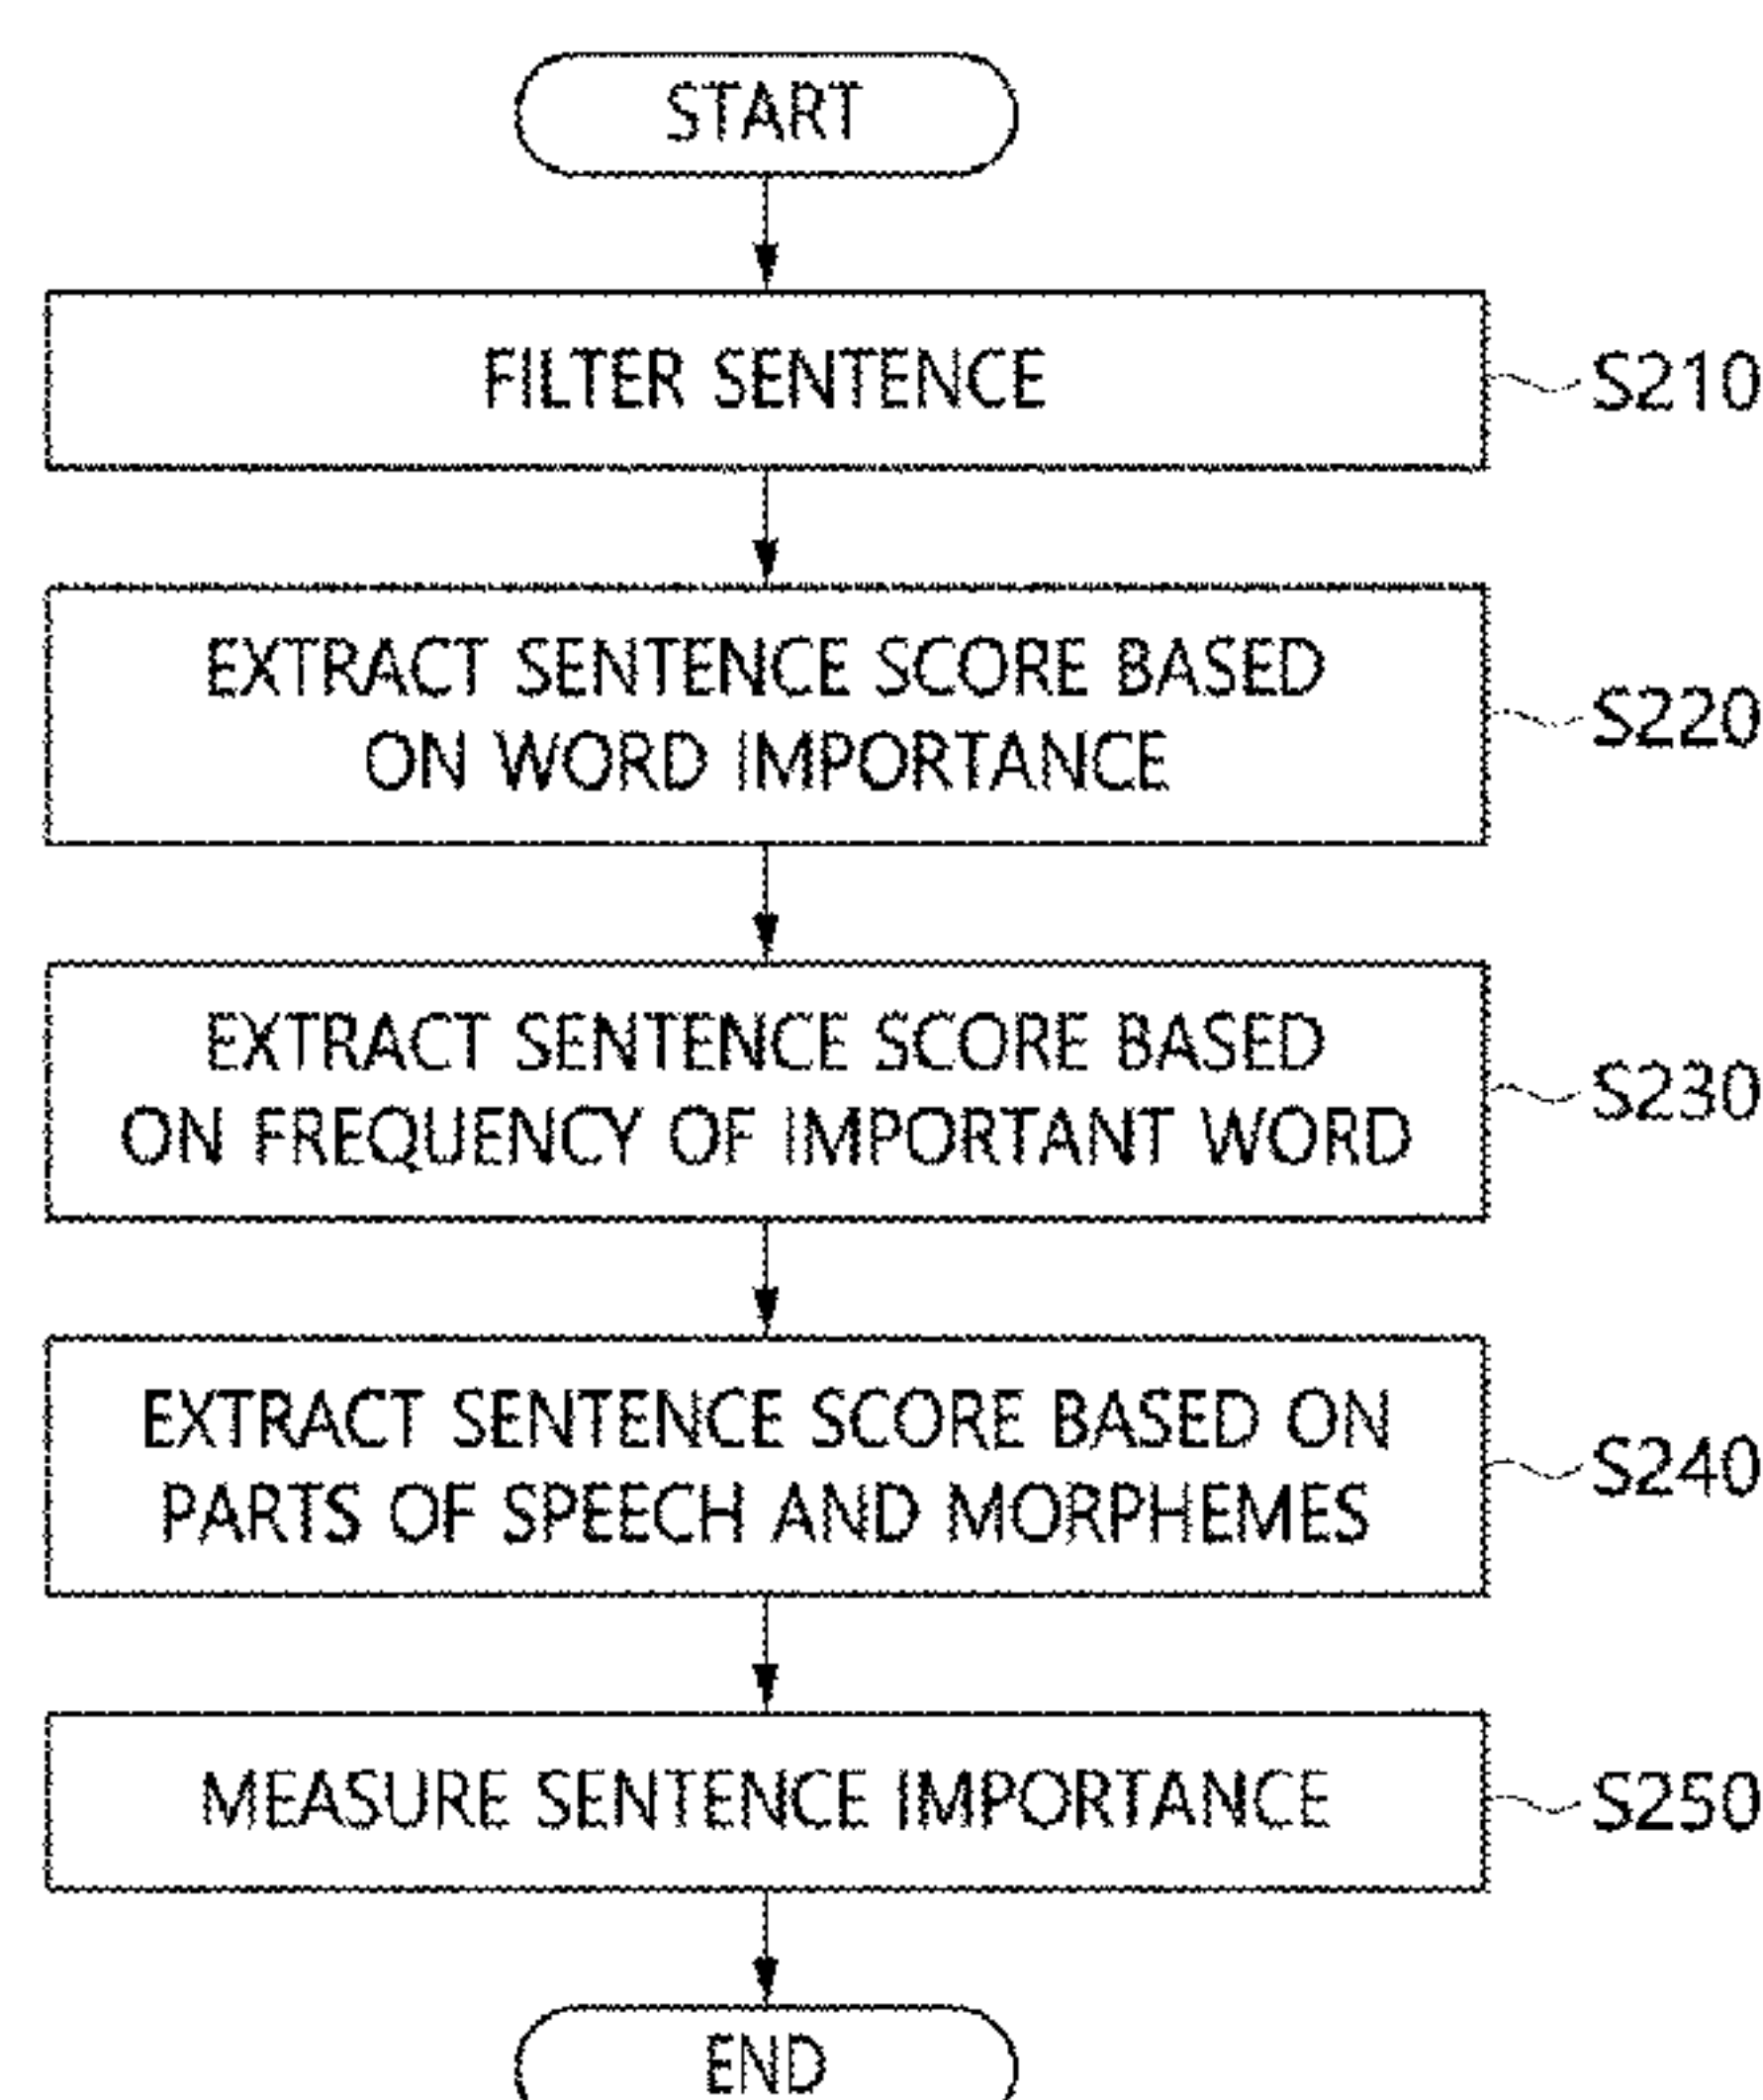 START
FILTER SENTENCE
S210
EXTRACT SENTENCE SCORE BASED
ON WORD IMPORTANCE
S220
EXTRACT SENTENCE SCORE BASED
ON FREQUENCY OF IMPORTANT WORD
S230
EXTRACT SENTENCE SCORE BASED ON
PARTS OF SPEECH AND MORPHEMES
S240
MEASURE SENTENCE IMPORTANCE
S250
END